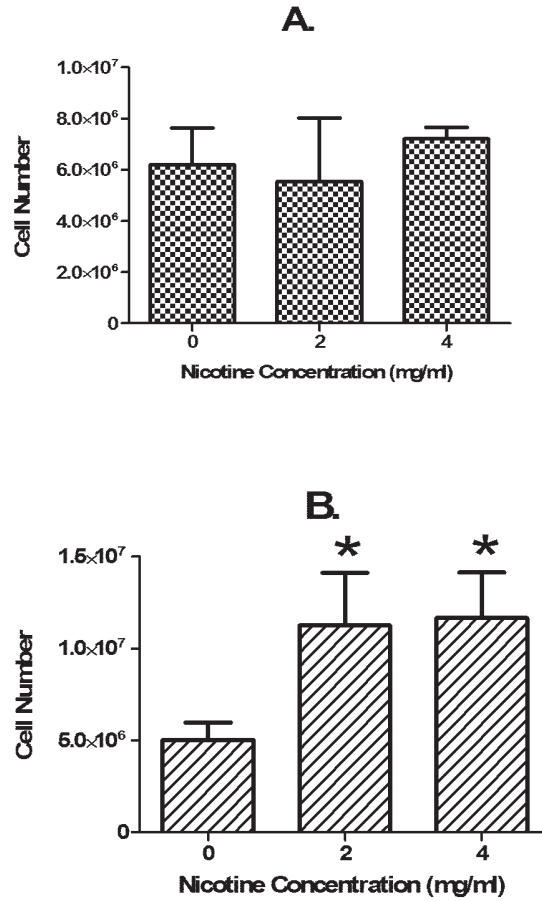 A.
1.0×10⁷
8.0×10⁶
6.0×10⁶
4.0×10⁶
2.0×10⁶
0
Cell Number
0 2 4
Nicotine Concentration (mg/ml)
B.
* *
1.5×10⁷
1.0×10⁷
5.0×10⁶
0
Cell Number
0 2 4
Nicotine Concentration (mg/ml)